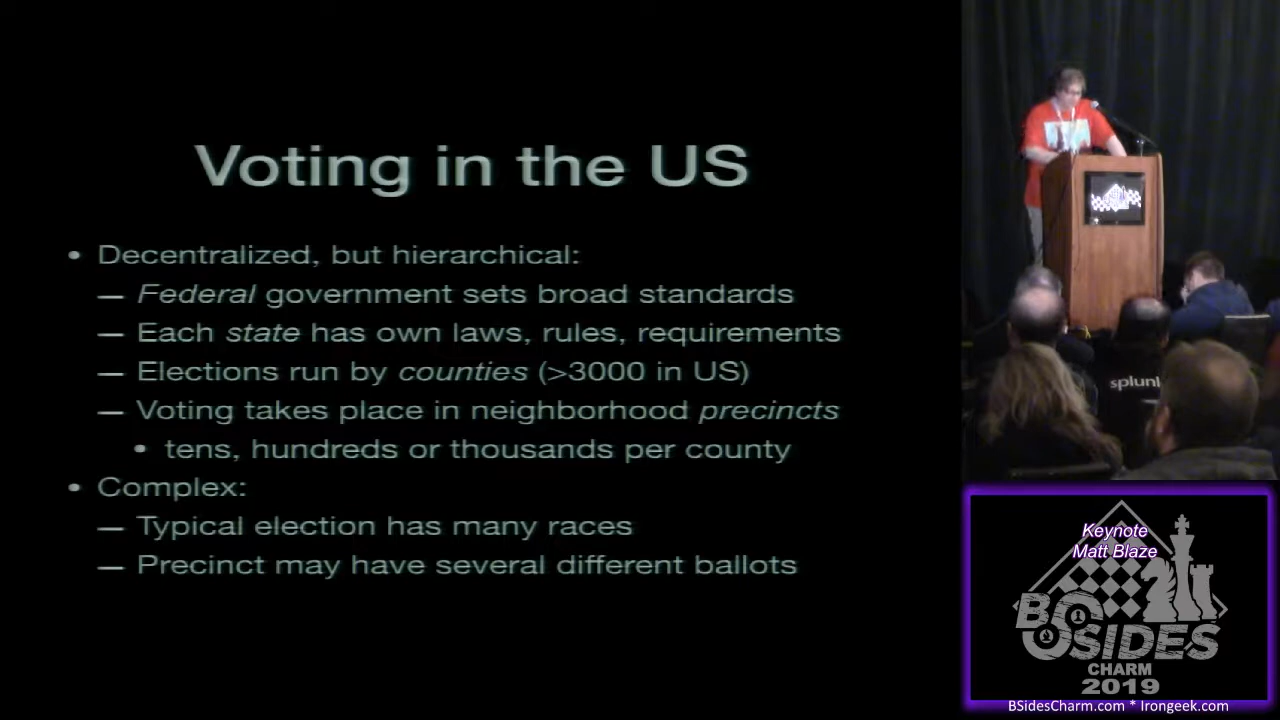 Voting in the US
• Decentralized, but hierarchical:
— Federal government sets broad standards
— Each state has own laws, rules, requirements
— Elections run by counties (>3000 in US)
— Voting takes place in neighborhood precincts
• tens, hundreds or thousands per county
• Complex:
— Typical election has many races
— Precinct may have several different ballots
splunk
Keynote
Matt Blaze
BSIDES
CHARM
2019
BSidesCharm.com * Irongeek.com